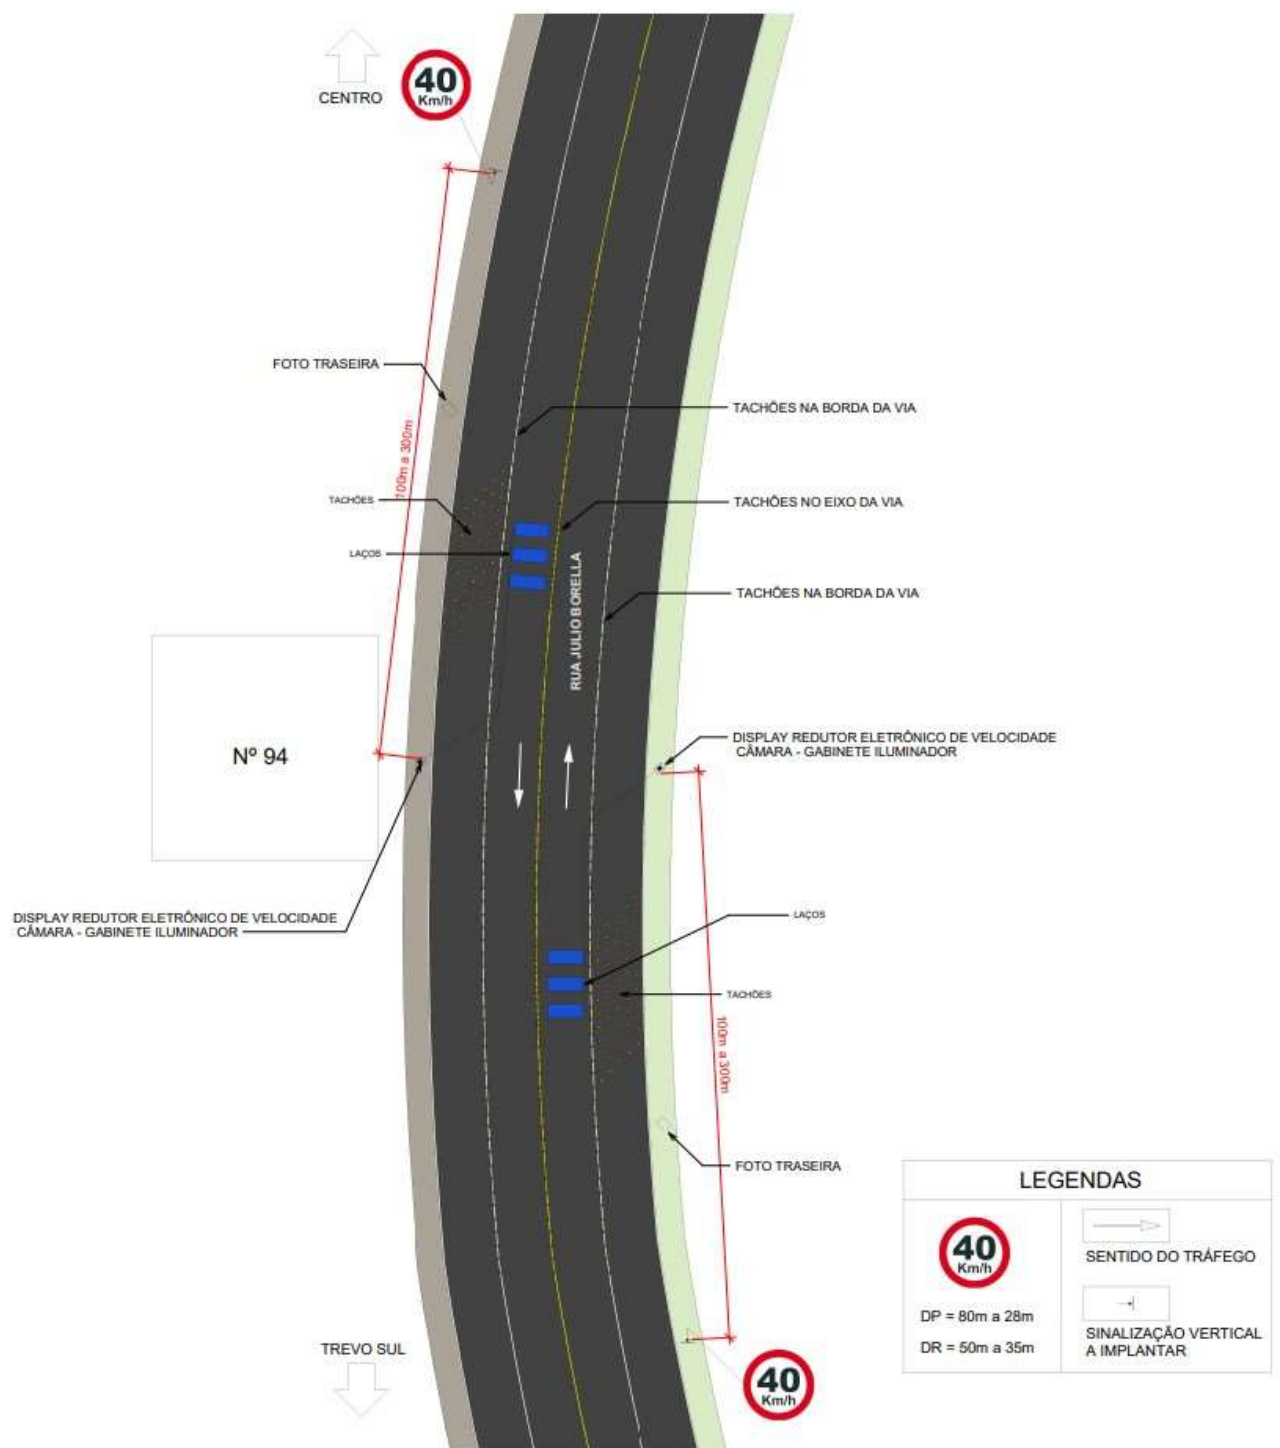 40
Km/h
CENTRO
FOTO TRASEIRA
TACHÕES NA BORDA DA VIA
100m a 300m
TACHÕES
TACHÕES NO EIXO DA VIA
LAÇOS
RUA JULIO BORELLA
TACHÕES NA BORDA DA VIA
Nº 94
DISPLAY REDUTOR ELETRÔNICO DE VELOCIDADE
CÂMARA - GABINETE ILUMINADOR
DISPLAY REDUTOR ELETRÔNICO DE VELOCIDADE
CÂMARA - GABINETE ILUMINADOR
LAÇOS
TACHÕES
100m a 300m
FOTO TRASEIRA
TREVO SUL
40
Km/h
LEGENDAS
40
Km/h
DP = 80m a 28m
DR = 50m a 35m
SENTIDO DO TRÁFEGO
SINALIZAÇÃO VERTICAL
A IMPLANTAR